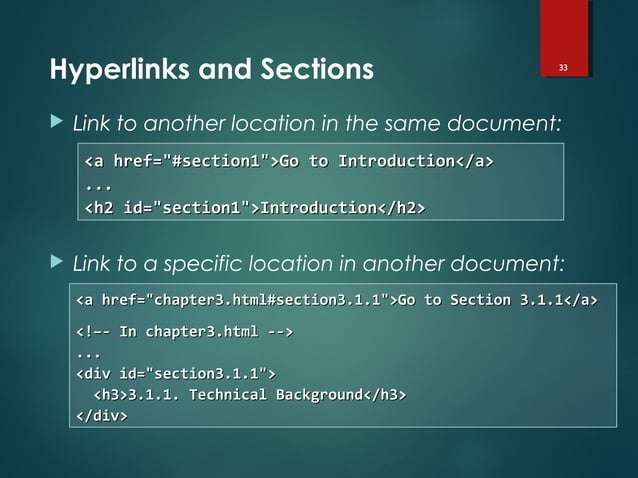 Hyperlinks and Sections
33
Link to another location in the same document:
<a href="#section1">Go to Introduction</a>
...
<h2 id="section1">Introduction</h2>
Link to a specific location in another document:
<a href="chapter3.html#section3.1.1">Go to Section 3.1.1</a>
<!–- In chapter3.html -->
...
<div id="section3.1.1">
<h3>3.1.1. Technical Background</h3>
</div>